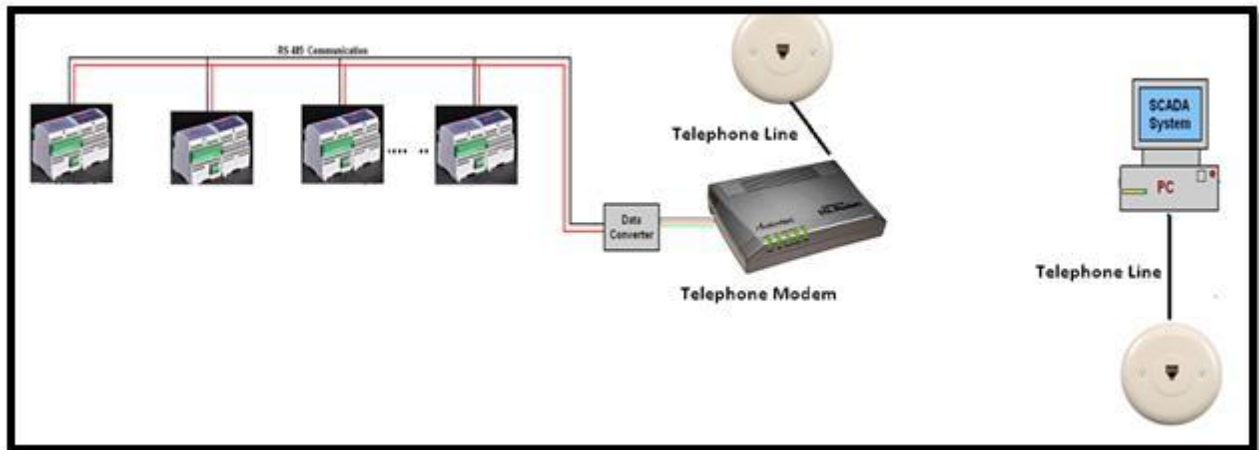 RS 485 Communication
Telephone Line
SCADA
System
PC
Data
Converter
Telephone Line
Telephone Modem